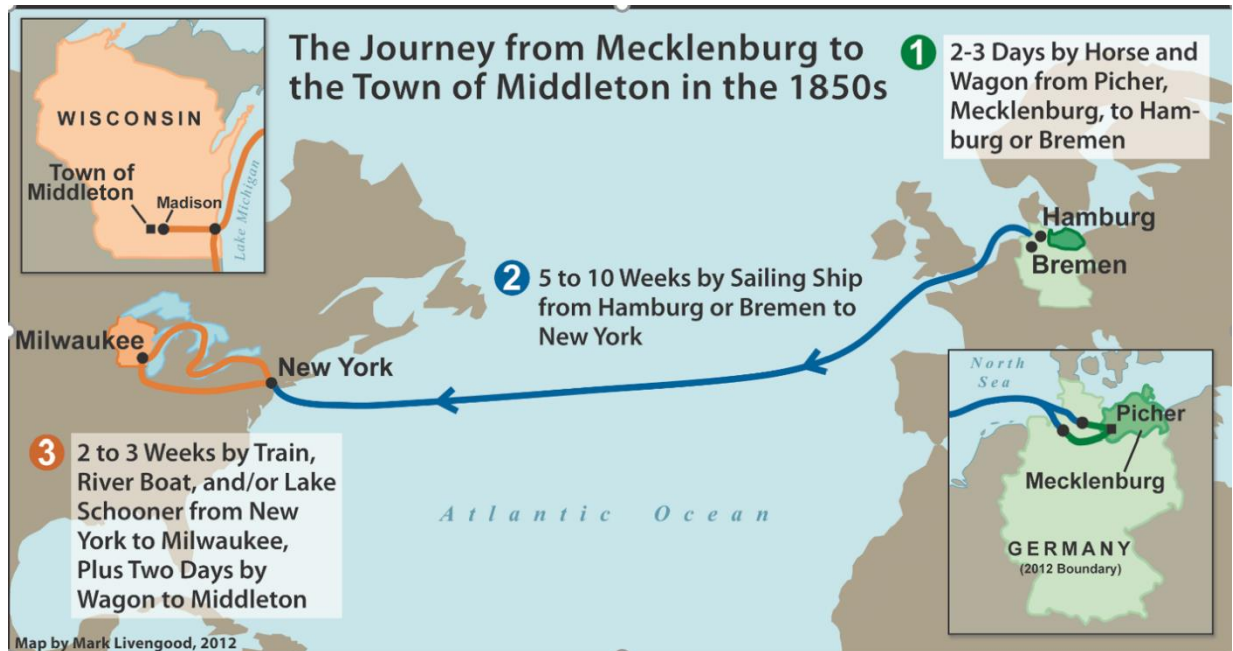 The Journey from Mecklenburg to
the Town of Middleton in the 1850s
1 2-3 Days by Horse and
Wagon from Picher,
Mecklenburg, to Ham-
burg or Bremen
WISCONSIN
Town of
Middleton
Madison
Lake Michigan
Hamburg
Bremen
2 5 to 10 Weeks by Sailing Ship
from Hamburg or Bremen to
New York
Milwaukee
New York
North
Sea
Picher
Mecklenburg
GERMANY
(2012 Boundary)
3 2 to 3 Weeks by Train,
River Boat, and/or Lake
Schooner from New
York to Milwaukee,
Plus Two Days by
Wagon to Middleton
Atlantic Ocean
Map by Mark Livengood, 2012